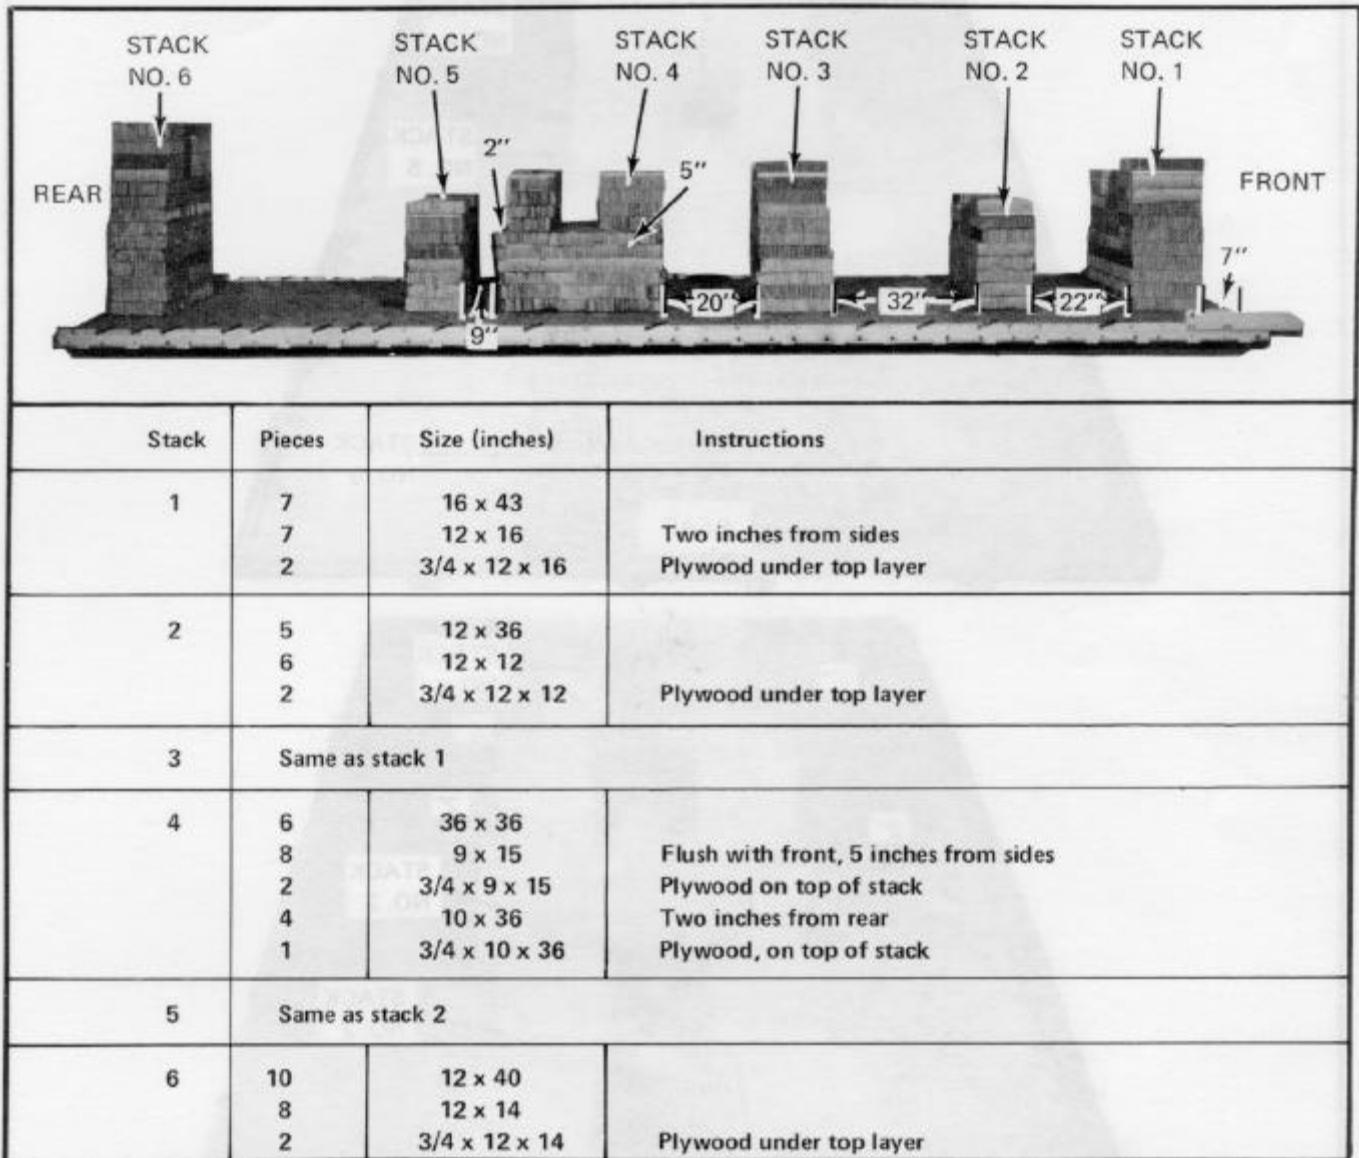 STACK NO. 6
STACK NO. 5
STACK NO. 4
STACK NO. 3
STACK NO. 2
STACK NO. 1
2"
5"
REAR
FRONT
7"
9"
20"
32"
22"
Stack Pieces Size (inches) Instructions
1 7 16 x 43
7 12 x 16 Two inches from sides
2 3/4 x 12 x 16 Plywood under top layer
2 5 12 x 36
6 12 x 12
2 3/4 x 12 x 12 Plywood under top layer
3 Same as stack 1
4 6 36 x 36
8 9 x 15 Flush with front, 5 inches from sides
2 3/4 x 9 x 15 Plywood on top of stack
4 10 x 36 Two inches from rear
1 3/4 x 10 x 36 Plywood, on top of stack
5 Same as stack 2
6 10 12 x 40
8 12 x 14
2 3/4 x 12 x 14 Plywood under top layer